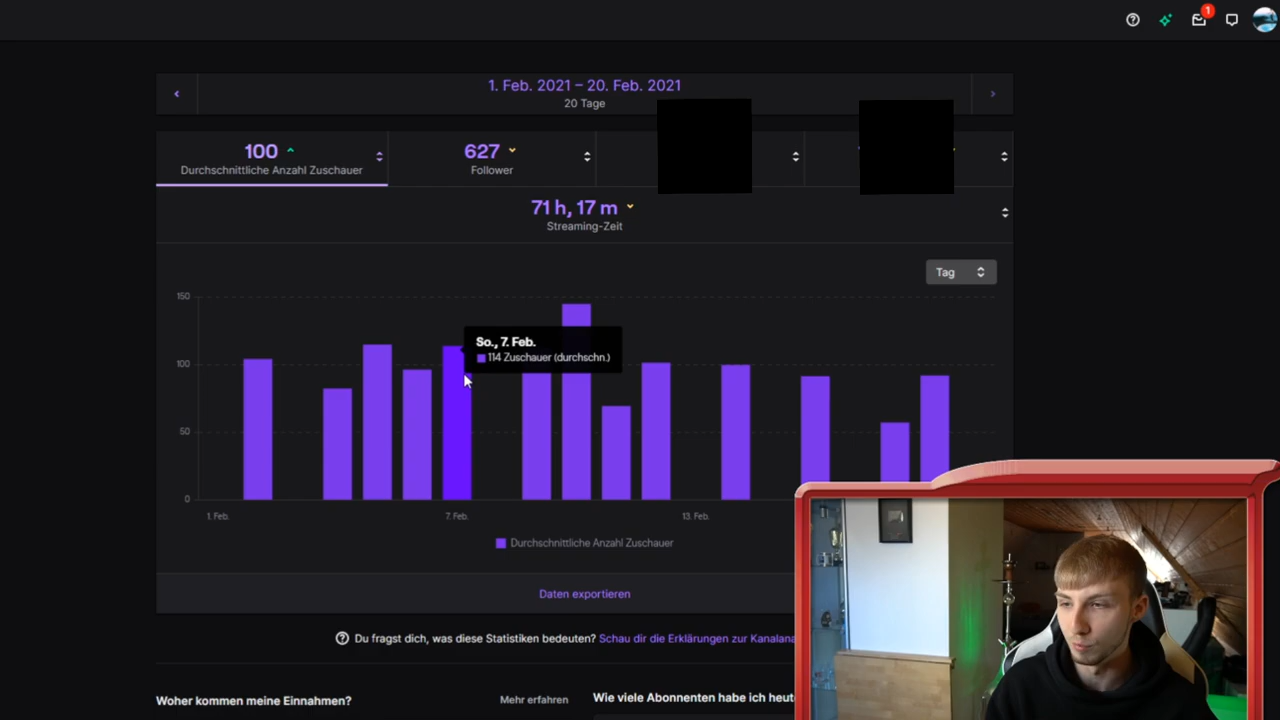 1
1. Feb. 2021 – 20. Feb. 2021
20 Tage
100
Durchschnittliche Anzahl Zuschauer
627
Follower
71 h, 17 m
Streaming-Zeit
Tag
150
100
50
0
So., 7. Feb.
114 Zuschauer (durchschn.)
1. Feb.
7. Feb.
13. Feb.
Durchschnittliche Anzahl Zuschauer
Daten exportieren
Du fragst dich, was diese Statistiken bedeuten? Schau dir die Erklärungen zur Kanalana
Woher kommen meine Einnahmen?
Mehr erfahren
Wie viele Abonnenten habe ich heut